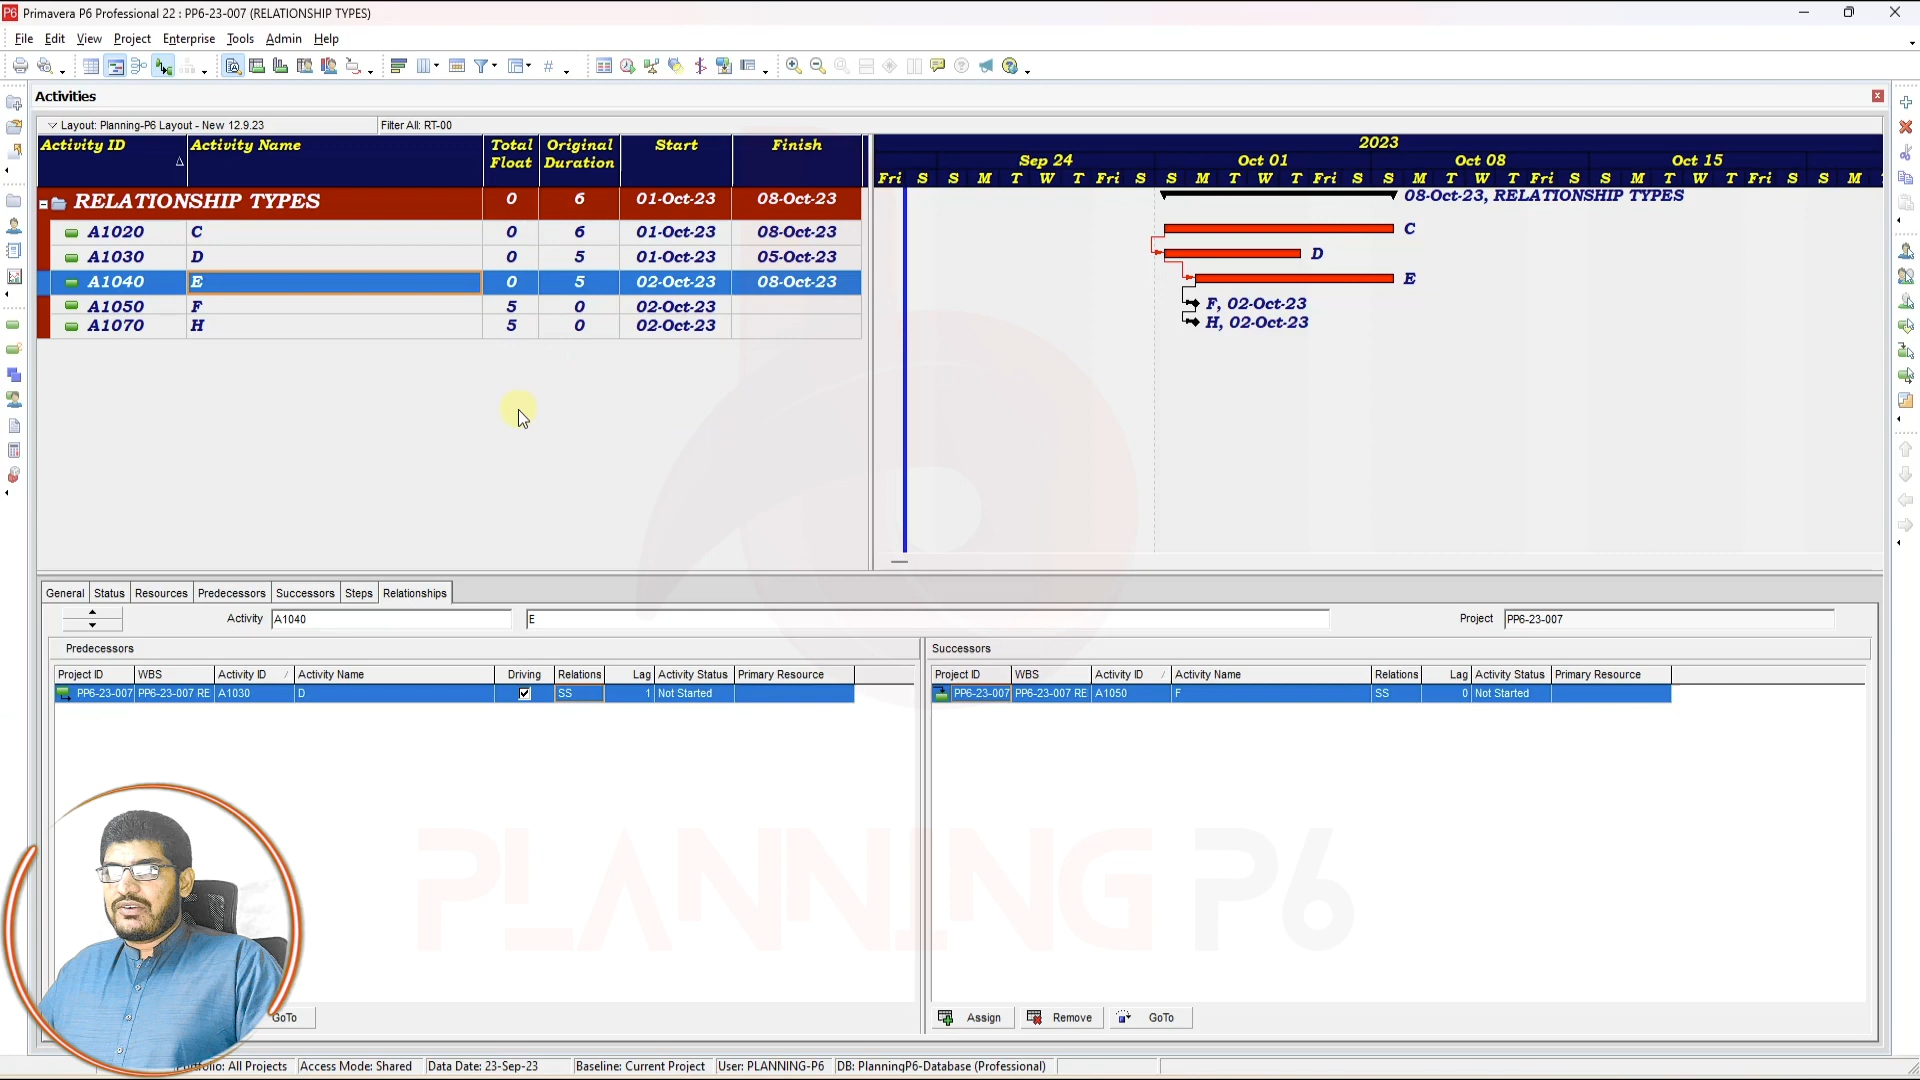 Primavera P6 Professional 22 : PP6-23-007 (RELATIONSHIP TYPES)
File Edit View Project Enterprise Tools Admin Help
Activities
Layout: Planning-P6 Layout - New 12.9.23 Filter All: RT-00
Activity ID Activity Name Total Float Original Duration Start Finish
RELATIONSHIP TYPES 0 6 01-Oct-23 08-Oct-23
A1020 C 0 6 01-Oct-23 08-Oct-23
A1030 D 0 5 01-Oct-23 05-Oct-23
A1040 E 0 5 02-Oct-23 08-Oct-23
A1050 F 5 0 02-Oct-23
A1070 H 5 0 02-Oct-23
2023
Sep 24 Oct 01 Oct 08 Oct 15
Fri S S M T W T Fri S S M T W T Fri S S M T W T Fri S S M T W T Fri S S M
08-Oct-23, RELATIONSHIP TYPES
C
D
E
F, 02-Oct-23
H, 02-Oct-23
General Status Resources Predecessors Successors Steps Relationships
Activity A1040 E Project PP6-23-007
Predecessors
Project ID WBS Activity ID Activity Name Driving Relations Lag Activity Status Primary Resource
PP6-23-007 PP6-23-007 RE A1030 D SS 1 Not Started
GoTo
Successors
Project ID WBS Activity ID Activity Name Relations Lag Activity Status Primary Resource
PP6-23-007 PP6-23-007 RE A1050 F SS 0 Not Started
Assign Remove GoTo
PLANNING P6
All Projects Access Mode: Shared Data Date: 23-Sep-23 Baseline: Current Project User: PLANNING-P6 DB: PlanningP6-Database (Professional)